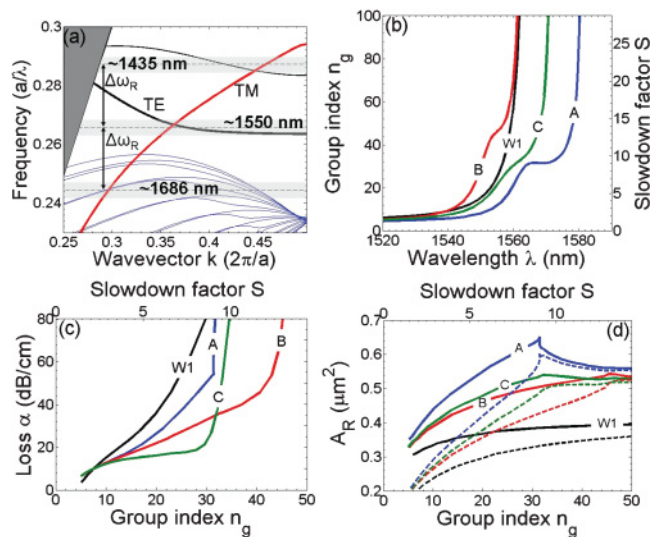 (a)
~1435 nm
ΔωR
TE
TM
~1550 nm
ΔωR
~1686 nm
0.3
0.28
0.26
0.24
Frequency (a/λ)
0.25 0.3 0.35 0.4 0.45
Wavevector k (2π/a)
(b)
100
80
60
40
20
0
Group index ng
25
20
15
10
5
0
Slowdown factor S
B
W1
C
A
1520 1540 1560 1580
Wavelength λ (nm)
Slowdown factor S
0 5 10
(c)
80
60
40
20
0
Loss α (dB/cm)
W1
A
C
B
0 10 20 30 40 50
Group index ng
Slowdown factor S
0 5 10
(d)
0.7
0.6
0.5
0.4
0.3
0.2
AR (μm²)
A
C
B
W1
0 10 20 30 40 50
Group index ng